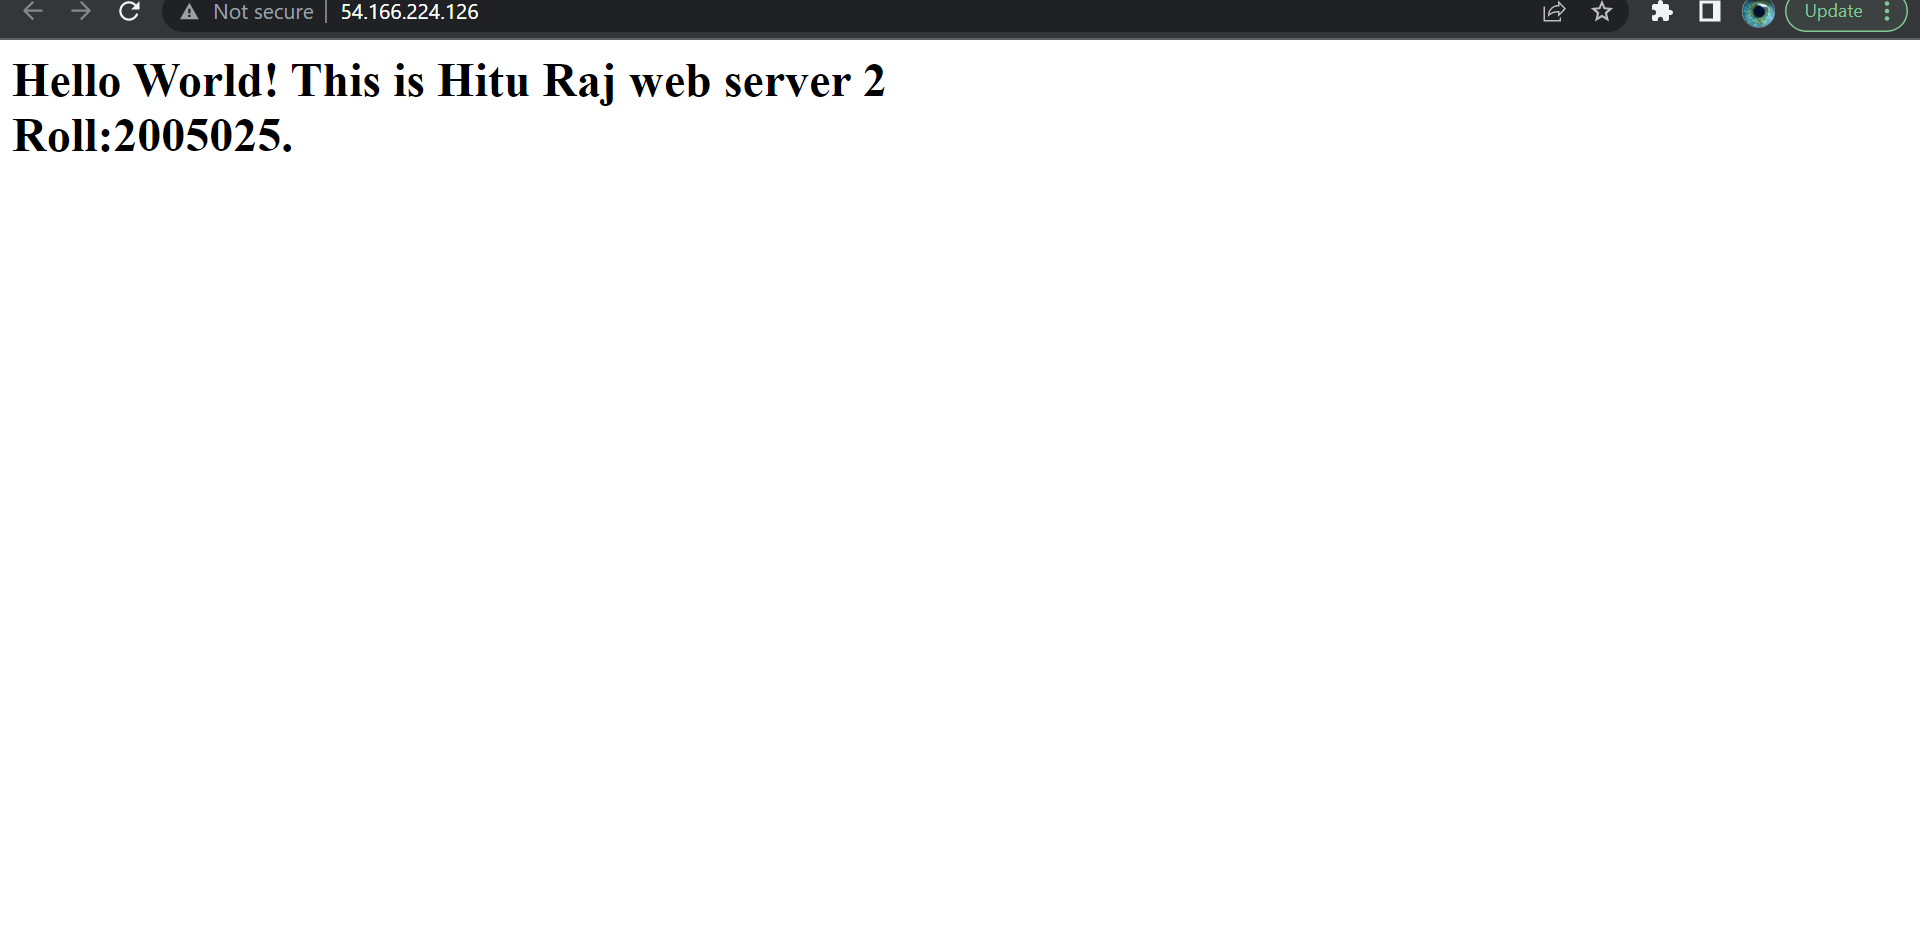 Not secure | 54.166.224.126
Update
Hello World! This is Hitu Raj web server 2
Roll:2005025.